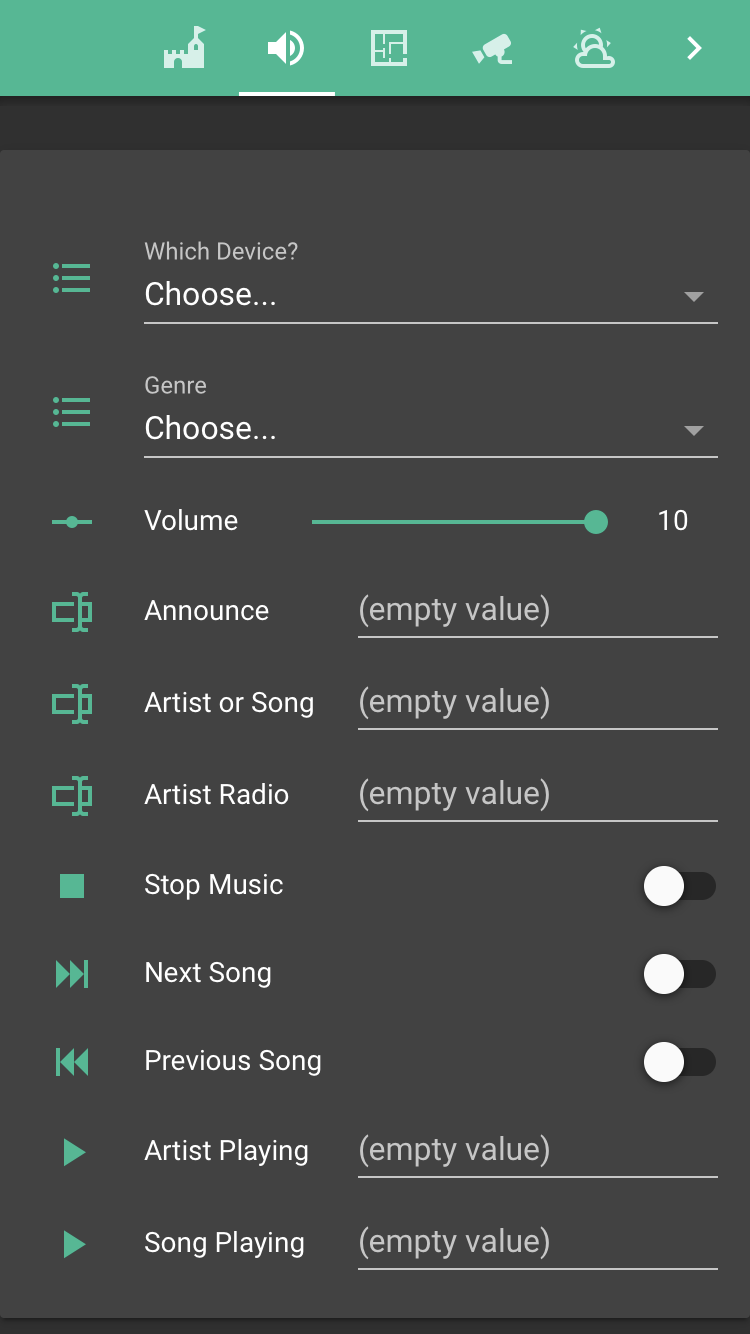 Which Device?
Choose...
Genre
Choose...
Volume 10
Announce (empty value)
Artist or Song (empty value)
Artist Radio (empty value)
Stop Music
Next Song
Previous Song
Artist Playing (empty value)
Song Playing (empty value)